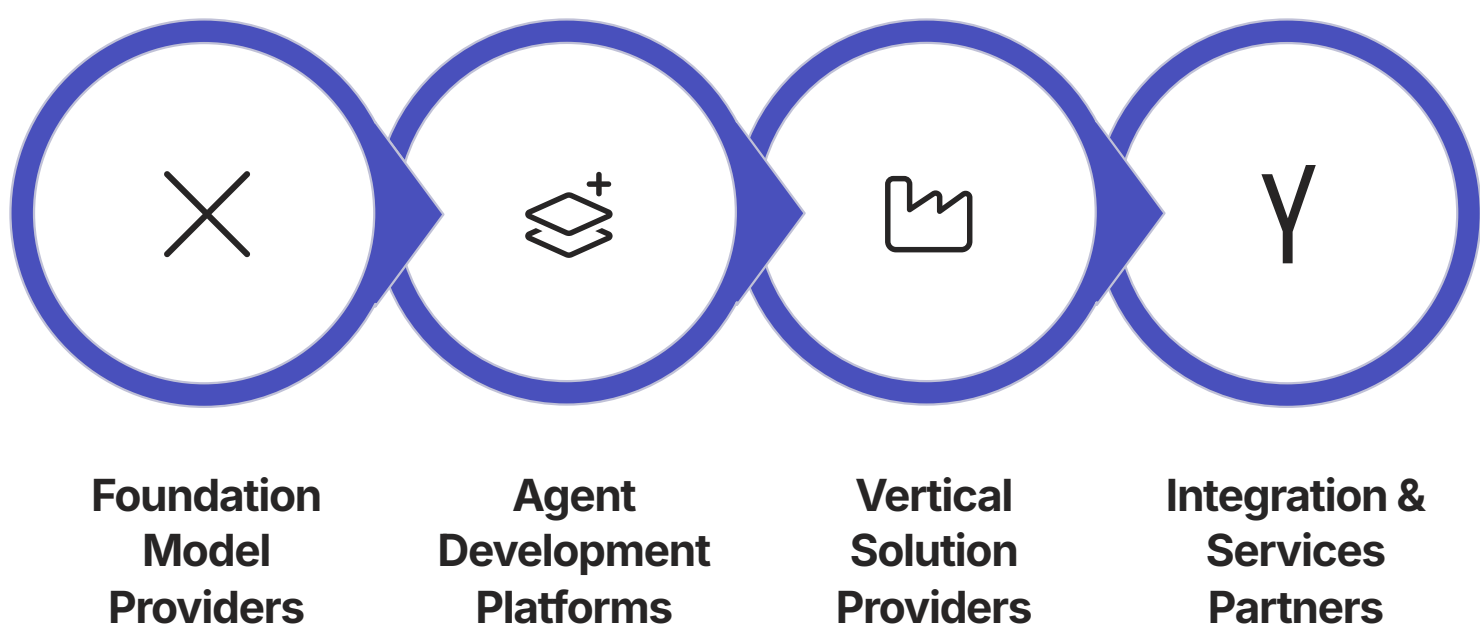 Foundation
Model
Providers
Agent
Development
Platforms
Vertical
Solution
Providers
Integration &
Services
Partners